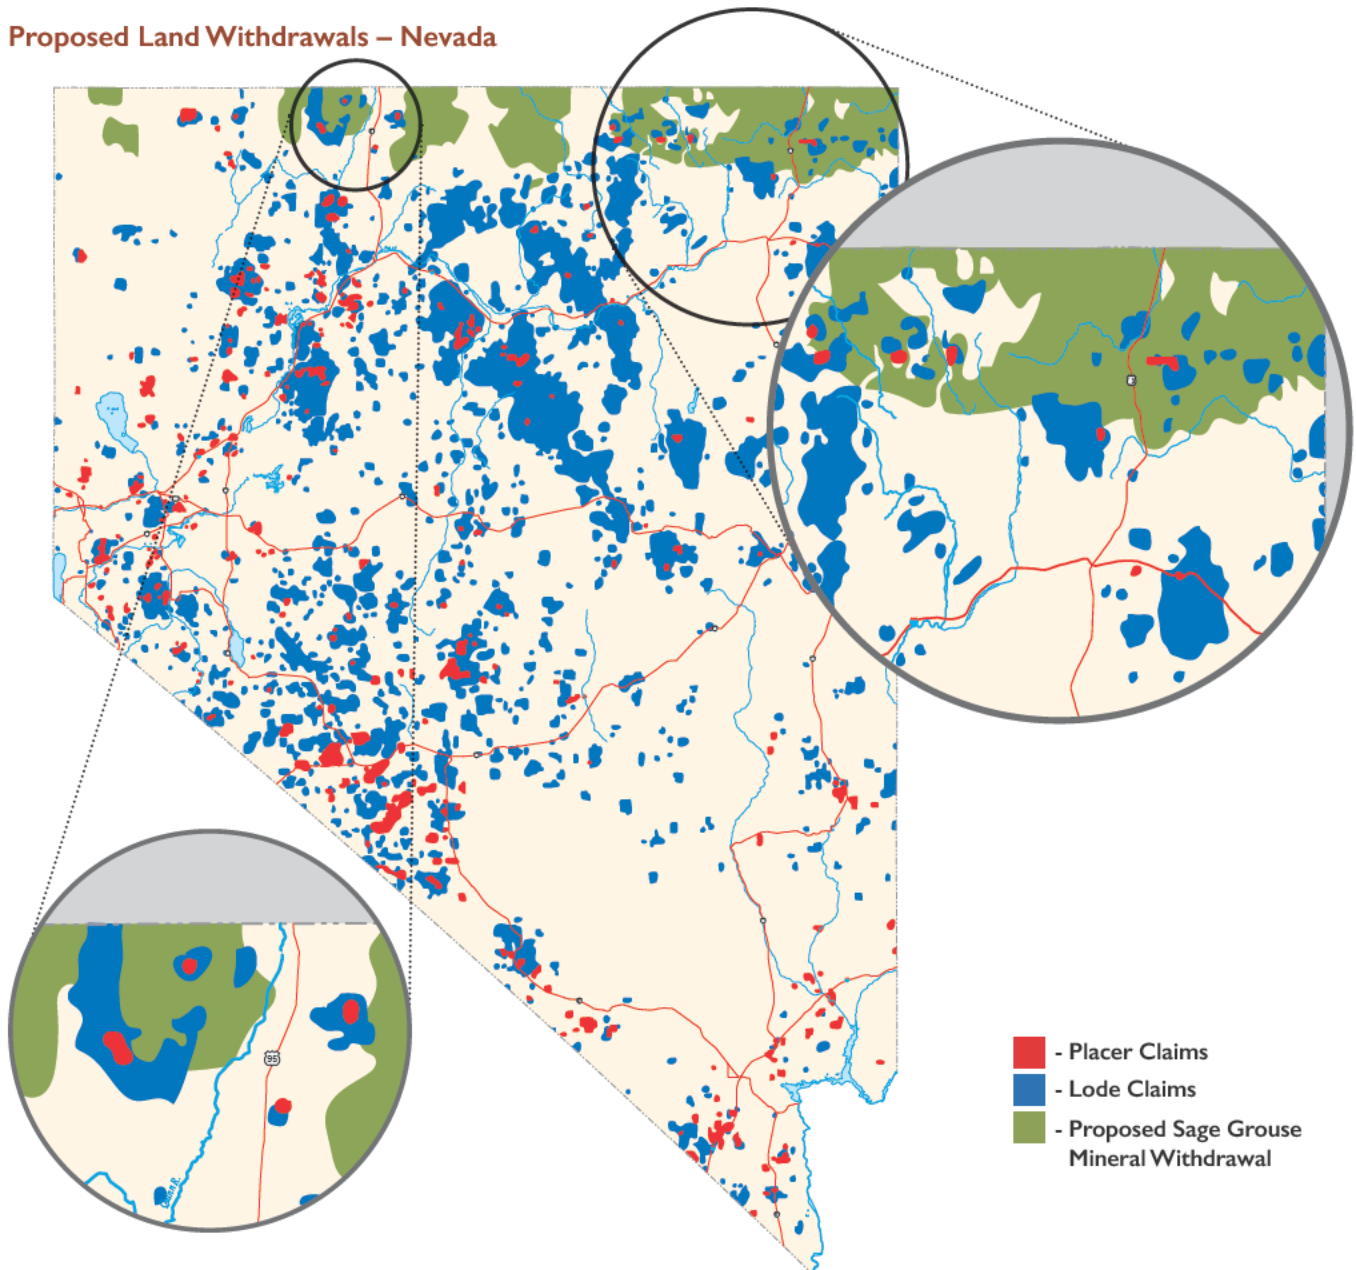 Proposed Land Withdrawals – Nevada
95
- Placer Claims
- Lode Claims
- Proposed Sage Grouse
Mineral Withdrawal